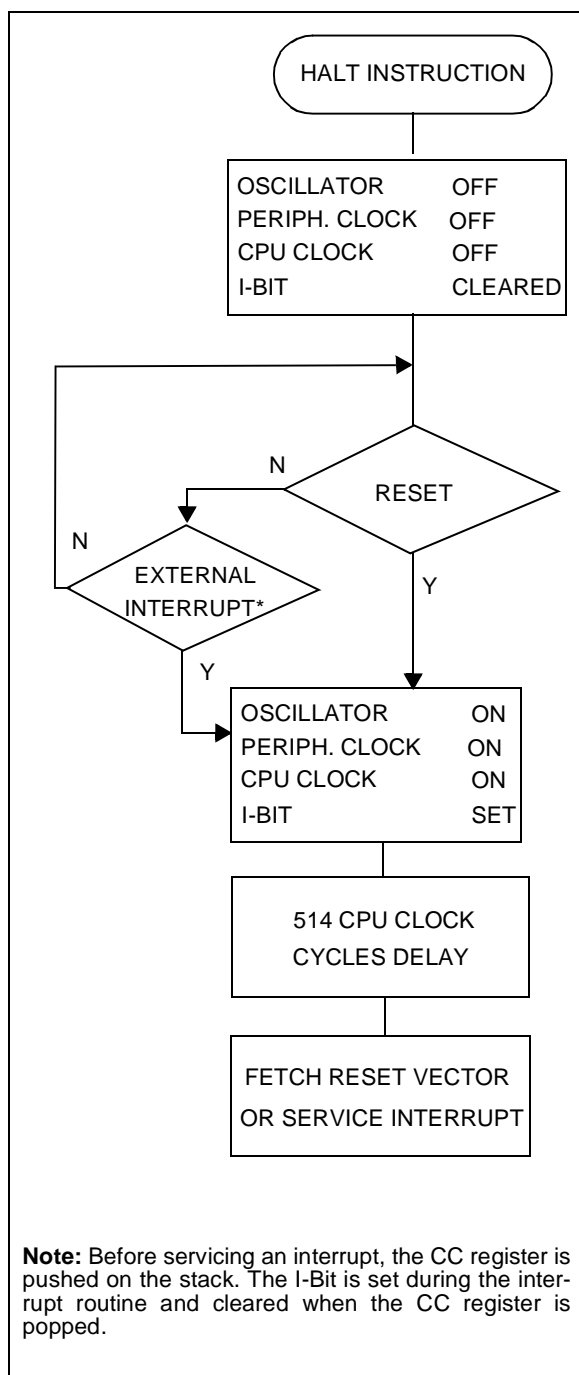 HALT INSTRUCTION
OSCILLATOR OFF
PERIPH. CLOCK OFF
CPU CLOCK OFF
I-BIT CLEARED
N
RESET
N
EXTERNAL
INTERRUPT*
Y
Y
OSCILLATOR ON
PERIPH. CLOCK ON
CPU CLOCK ON
I-BIT SET
514 CPU CLOCK
CYCLES DELAY
FETCH RESET VECTOR
OR SERVICE INTERRUPT
Note: Before servicing an interrupt, the CC register is
pushed on the stack. The I-Bit is set during the inter-
rupt routine and cleared when the CC register is
popped.